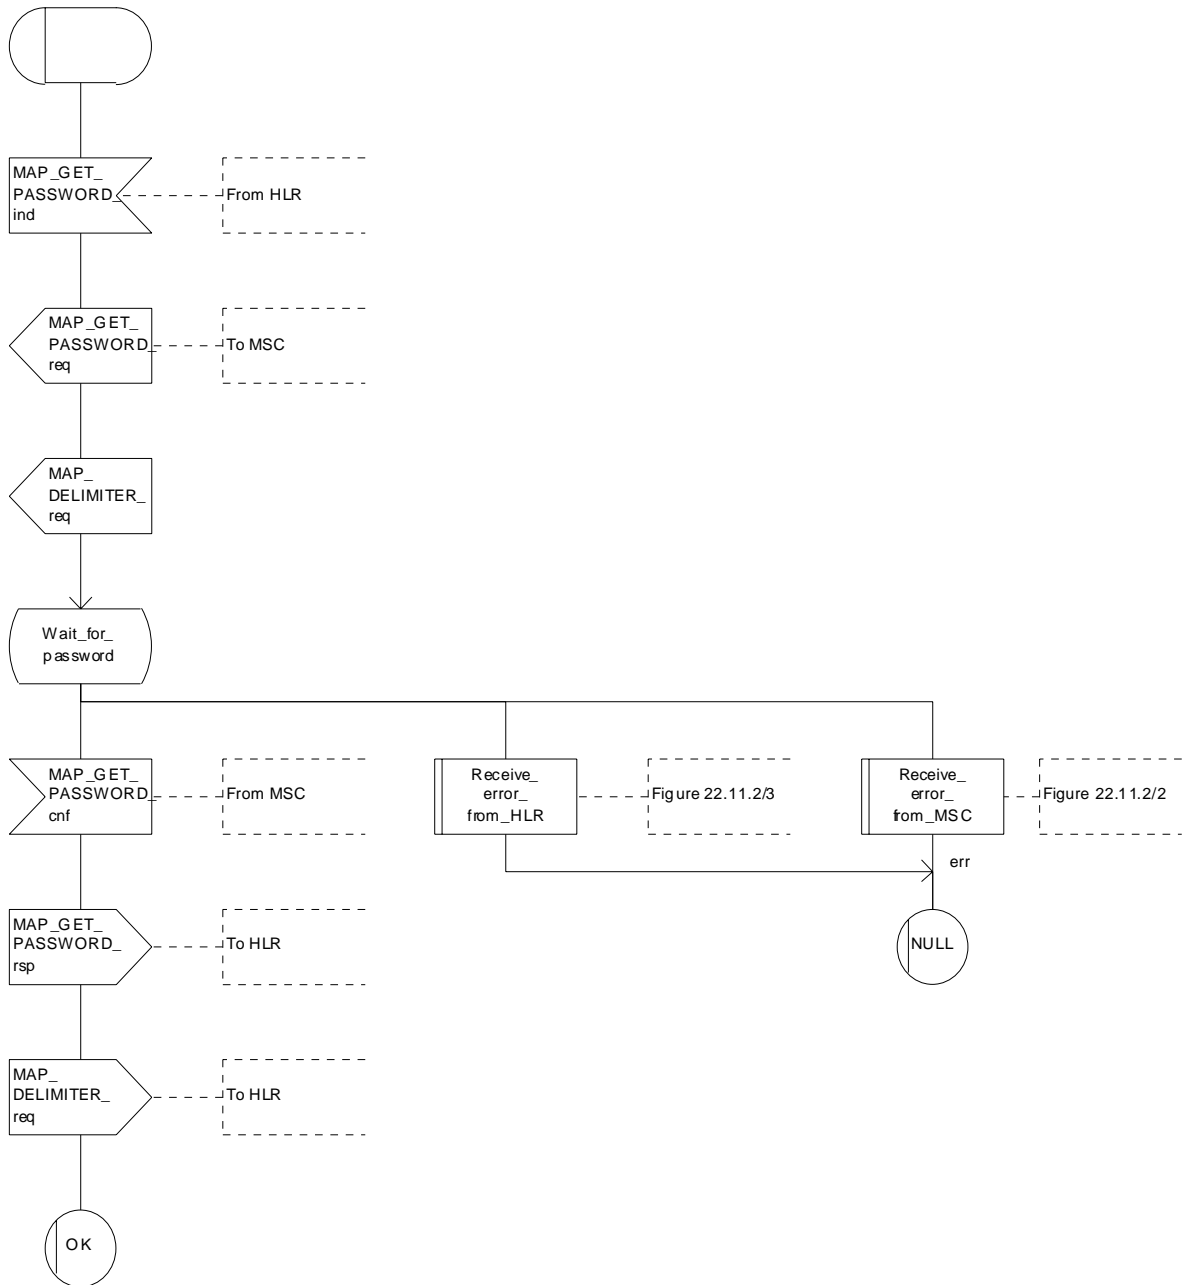 MAP_GET_
PASSWORD_
ind
From HLR
MAP_GET_
PASSWORD_
req
To MSC
MAP_
DELIMITER_
req
Wait_for_
password
MAP_GET_
PASSWORD_
cnf
From MSC
Receive_
error_
from_HLR
Figure 22.11.2/3
Receive_
error_
from_MSC
Figure 22.11.2/2
err
MAP_GET_
PASSWORD_
rsp
To HLR
NULL
MAP_
DELIMITER_
req
To HLR
OK